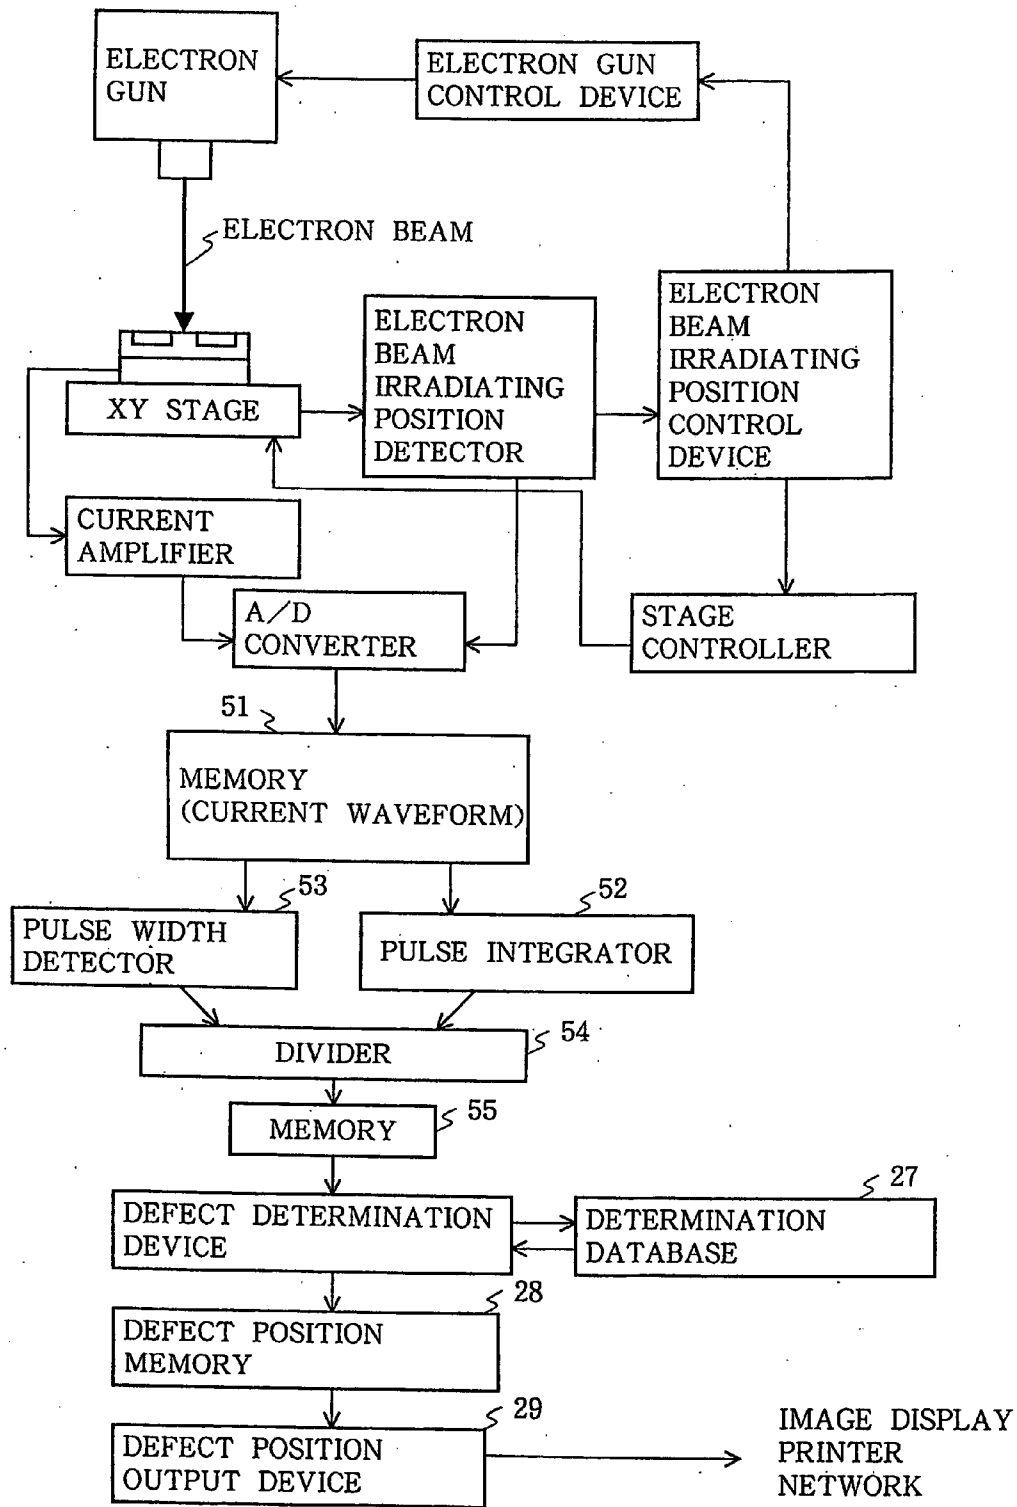 ELECTRON
GUN
ELECTRON GUN
CONTROL DEVICE
ELECTRON BEAM
ELECTRON
BEAM
IRRADIATING
POSITION
DETECTOR
ELECTRON
BEAM
IRRADIATING
POSITION
CONTROL
DEVICE
XY STAGE
CURRENT
AMPLIFIER
A/D
CONVERTER
STAGE
CONTROLLER
51
MEMORY
(CURRENT WAVEFORM)
53
PULSE WIDTH
DETECTOR
52
PULSE INTEGRATOR
DIVIDER
54
MEMORY
55
DEFECT DETERMINATION
DEVICE
27
DETERMINATION
DATABASE
28
DEFECT POSITION
MEMORY
29
DEFECT POSITION
OUTPUT DEVICE
IMAGE DISPLAY
PRINTER
NETWORK